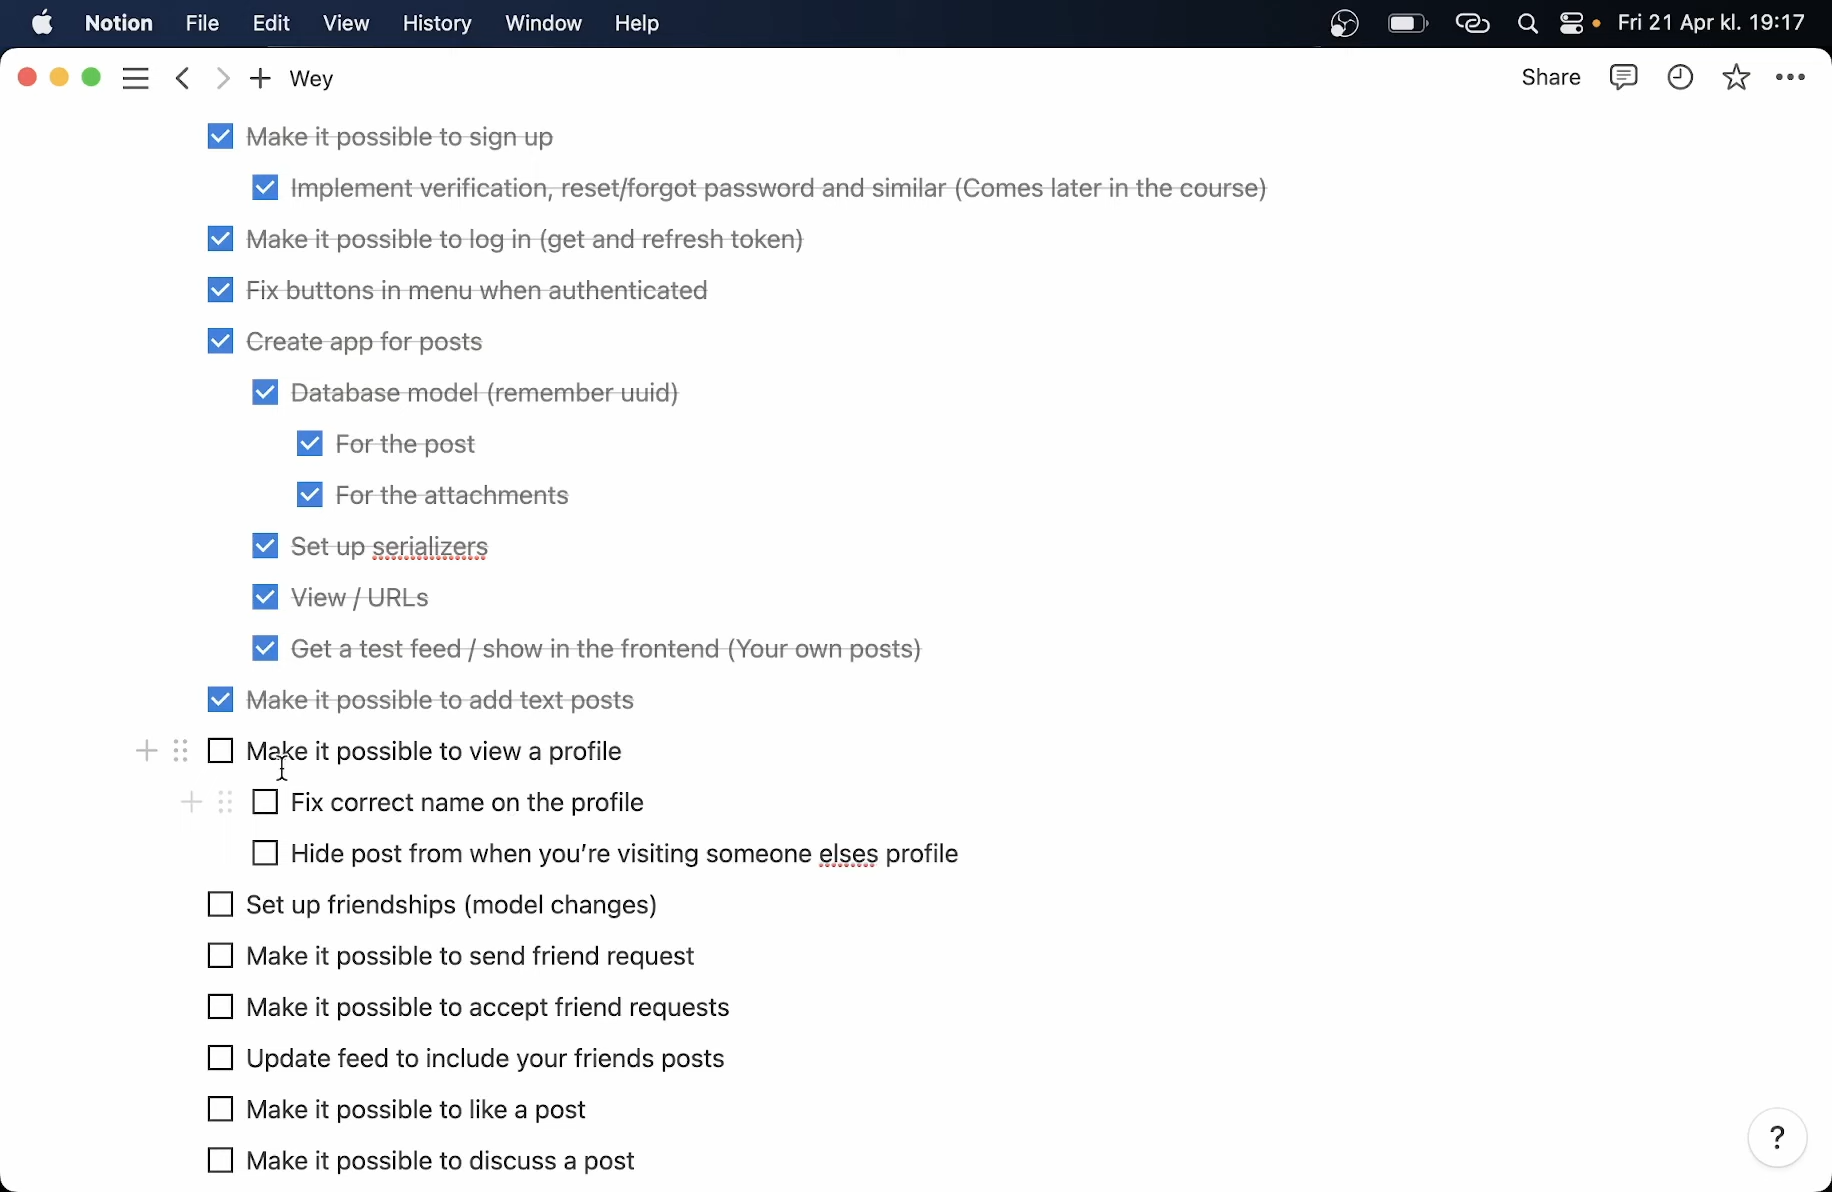 Notion File Edit View History Window Help Fri 21 Apr kl. 19:17
Wey Share
Make it possible to sign up
Implement verification, reset/forgot password and similar (Comes later in the course)
Make it possible to log in (get and refresh token)
Fix buttons in menu when authenticated
Create app for posts
Database model (remember uuid)
For the post
For the attachments
Set up serializers
View / URLs
Get a test feed / show in the frontend (Your own posts)
Make it possible to add text posts
Make it possible to view a profile
Fix correct name on the profile
Hide post from when you're visiting someone elses profile
Set up friendships (model changes)
Make it possible to send friend request
Make it possible to accept friend requests
Update feed to include your friends posts
Make it possible to like a post
Make it possible to discuss a post
?